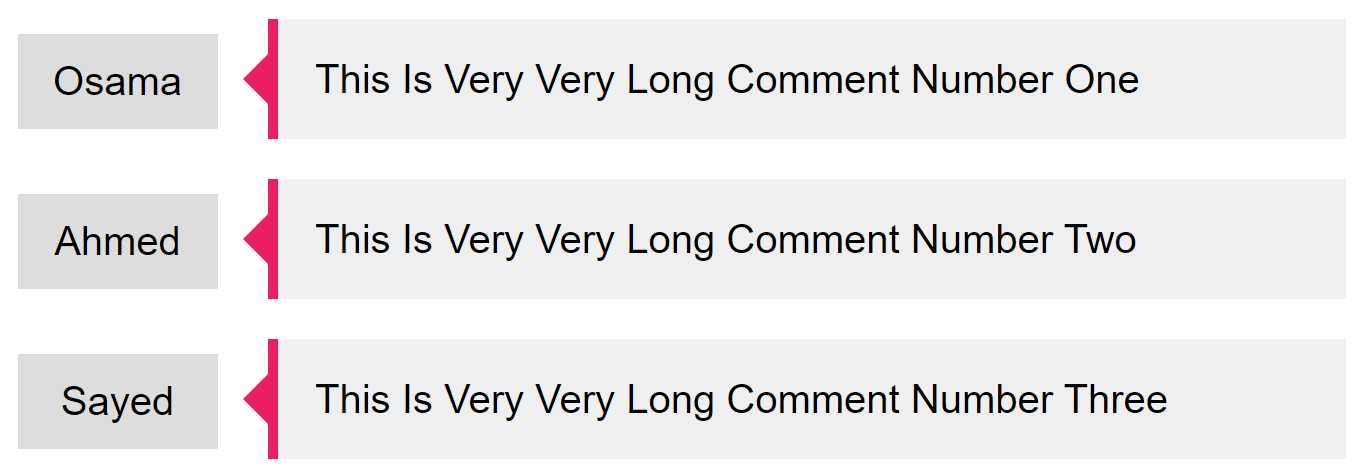 Osama This Is Very Very Long Comment Number One
Ahmed This Is Very Very Long Comment Number Two
Sayed This Is Very Very Long Comment Number Three